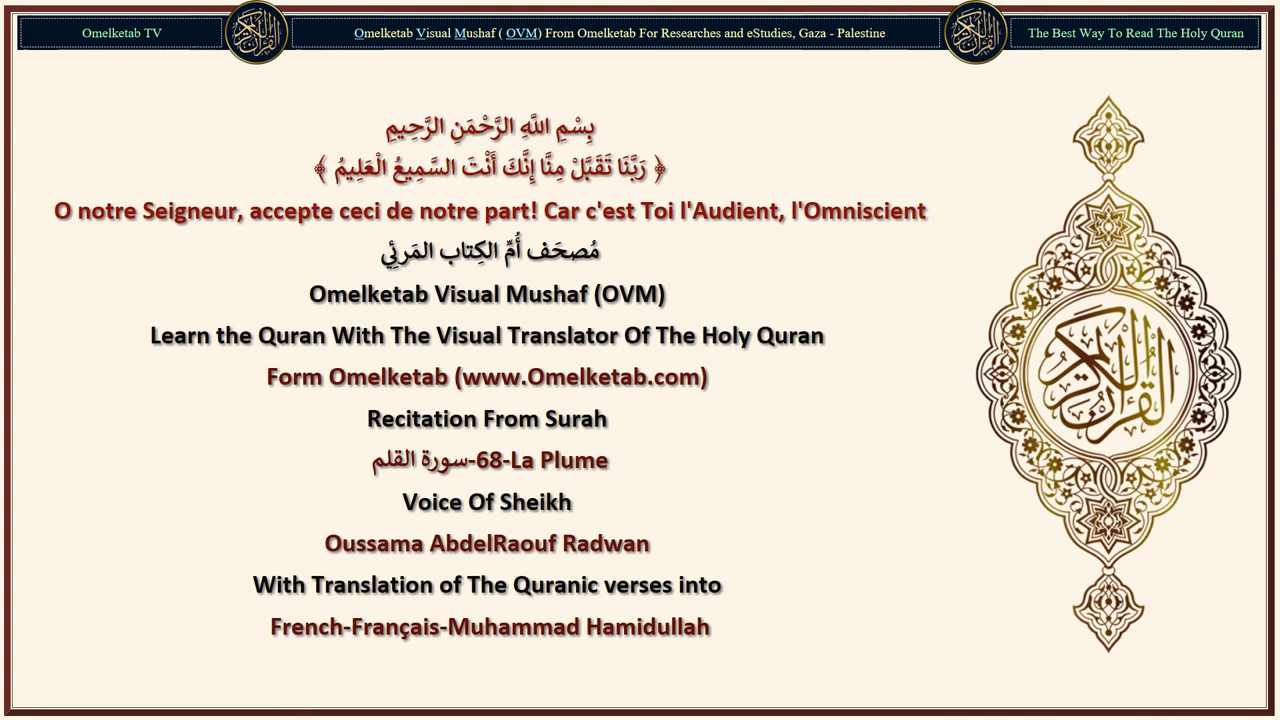 Omelketab TV
Omelketab Visual Mushaf ( OVM) From Omelketab For Researches and eStudies, Gaza - Palestine
The Best Way To Read The Holy Quran
بِسْمِ اللَّهِ الرَّحْمَنِ الرَّحِيمِ
﴿ رَبَّنَا تَقَبَّلْ مِنَّا إِنَّكَ أَنْتَ السَّمِيعُ الْعَلِيمُ ﴾
O notre Seigneur, accepte ceci de notre part! Car c'est Toi l'Audient, l'Omniscient
مُصحَف أُمِّ الكِتاب المَرئِي
Omelketab Visual Mushaf (OVM)
Learn the Quran With The Visual Translator Of The Holy Quran
Form Omelketab (www.Omelketab.com)
Recitation From Surah
سورة القلم-68-La Plume
Voice Of Sheikh
Oussama AbdelRaouf Radwan
With Translation of The Quranic verses into
French-Français-Muhammad Hamidullah
القرآن الكريم